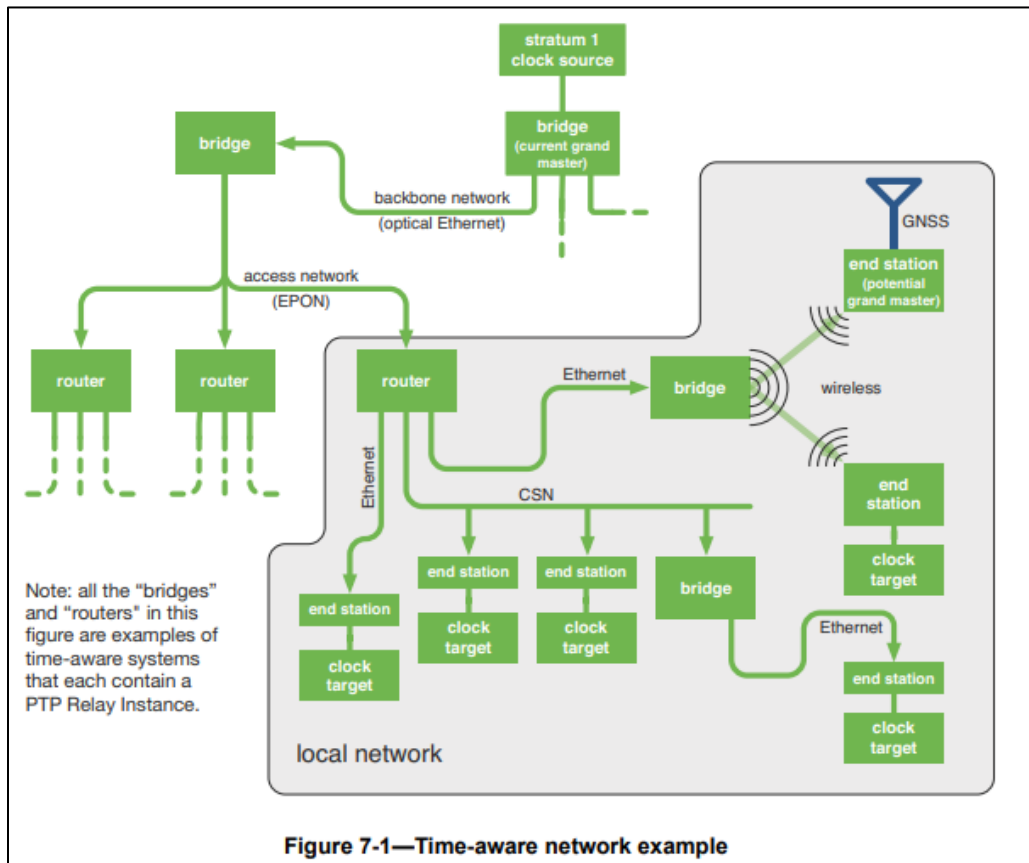 stratum 1
clock source
bridge
(current grand
master)
bridge
backbone network
(optical Ethernet)
GNSS
end station
(potential
grand master)
access network
(EPON)
router
router
router
Ethernet
bridge
wireless
Ethernet
CSN
end
station
clock
target
end station
clock
target
end station
clock
target
bridge
end station
clock
target
Ethernet
end station
clock
target
Note: all the “bridges”
and “routers" in this
figure are examples of
time-aware systems
that each contain a
PTP Relay Instance.
local network
Figure 7-1—Time-aware network example